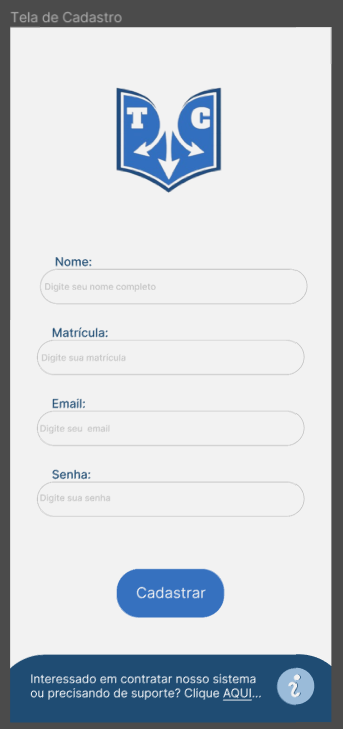 Tela de Cadastro
T C
Nome:
Digite seu nome completo
Matrícula:
Digite sua matrícula
Email:
Digite seu  email
Senha:
Digite sua senha
Cadastrar
Interessado em contratar nosso sistema
ou precisando de suporte? Clique AQUI...
i